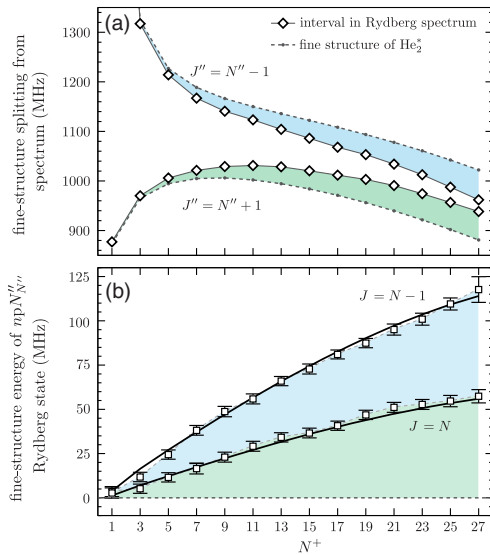 (a)
interval in Rydberg spectrum
fine structure of He₂*
J″ = N″ − 1
J″ = N″ + 1
fine-structure splitting from
spectrum (MHz)
1300
1200
1100
1000
900
(b)
J = N − 1
J = N
fine-structure energy of npN″_N″
Rydberg state (MHz)
125
100
75
50
25
0
1 3 5 7 9 11 13 15 17 19 21 23 25 27
N⁺